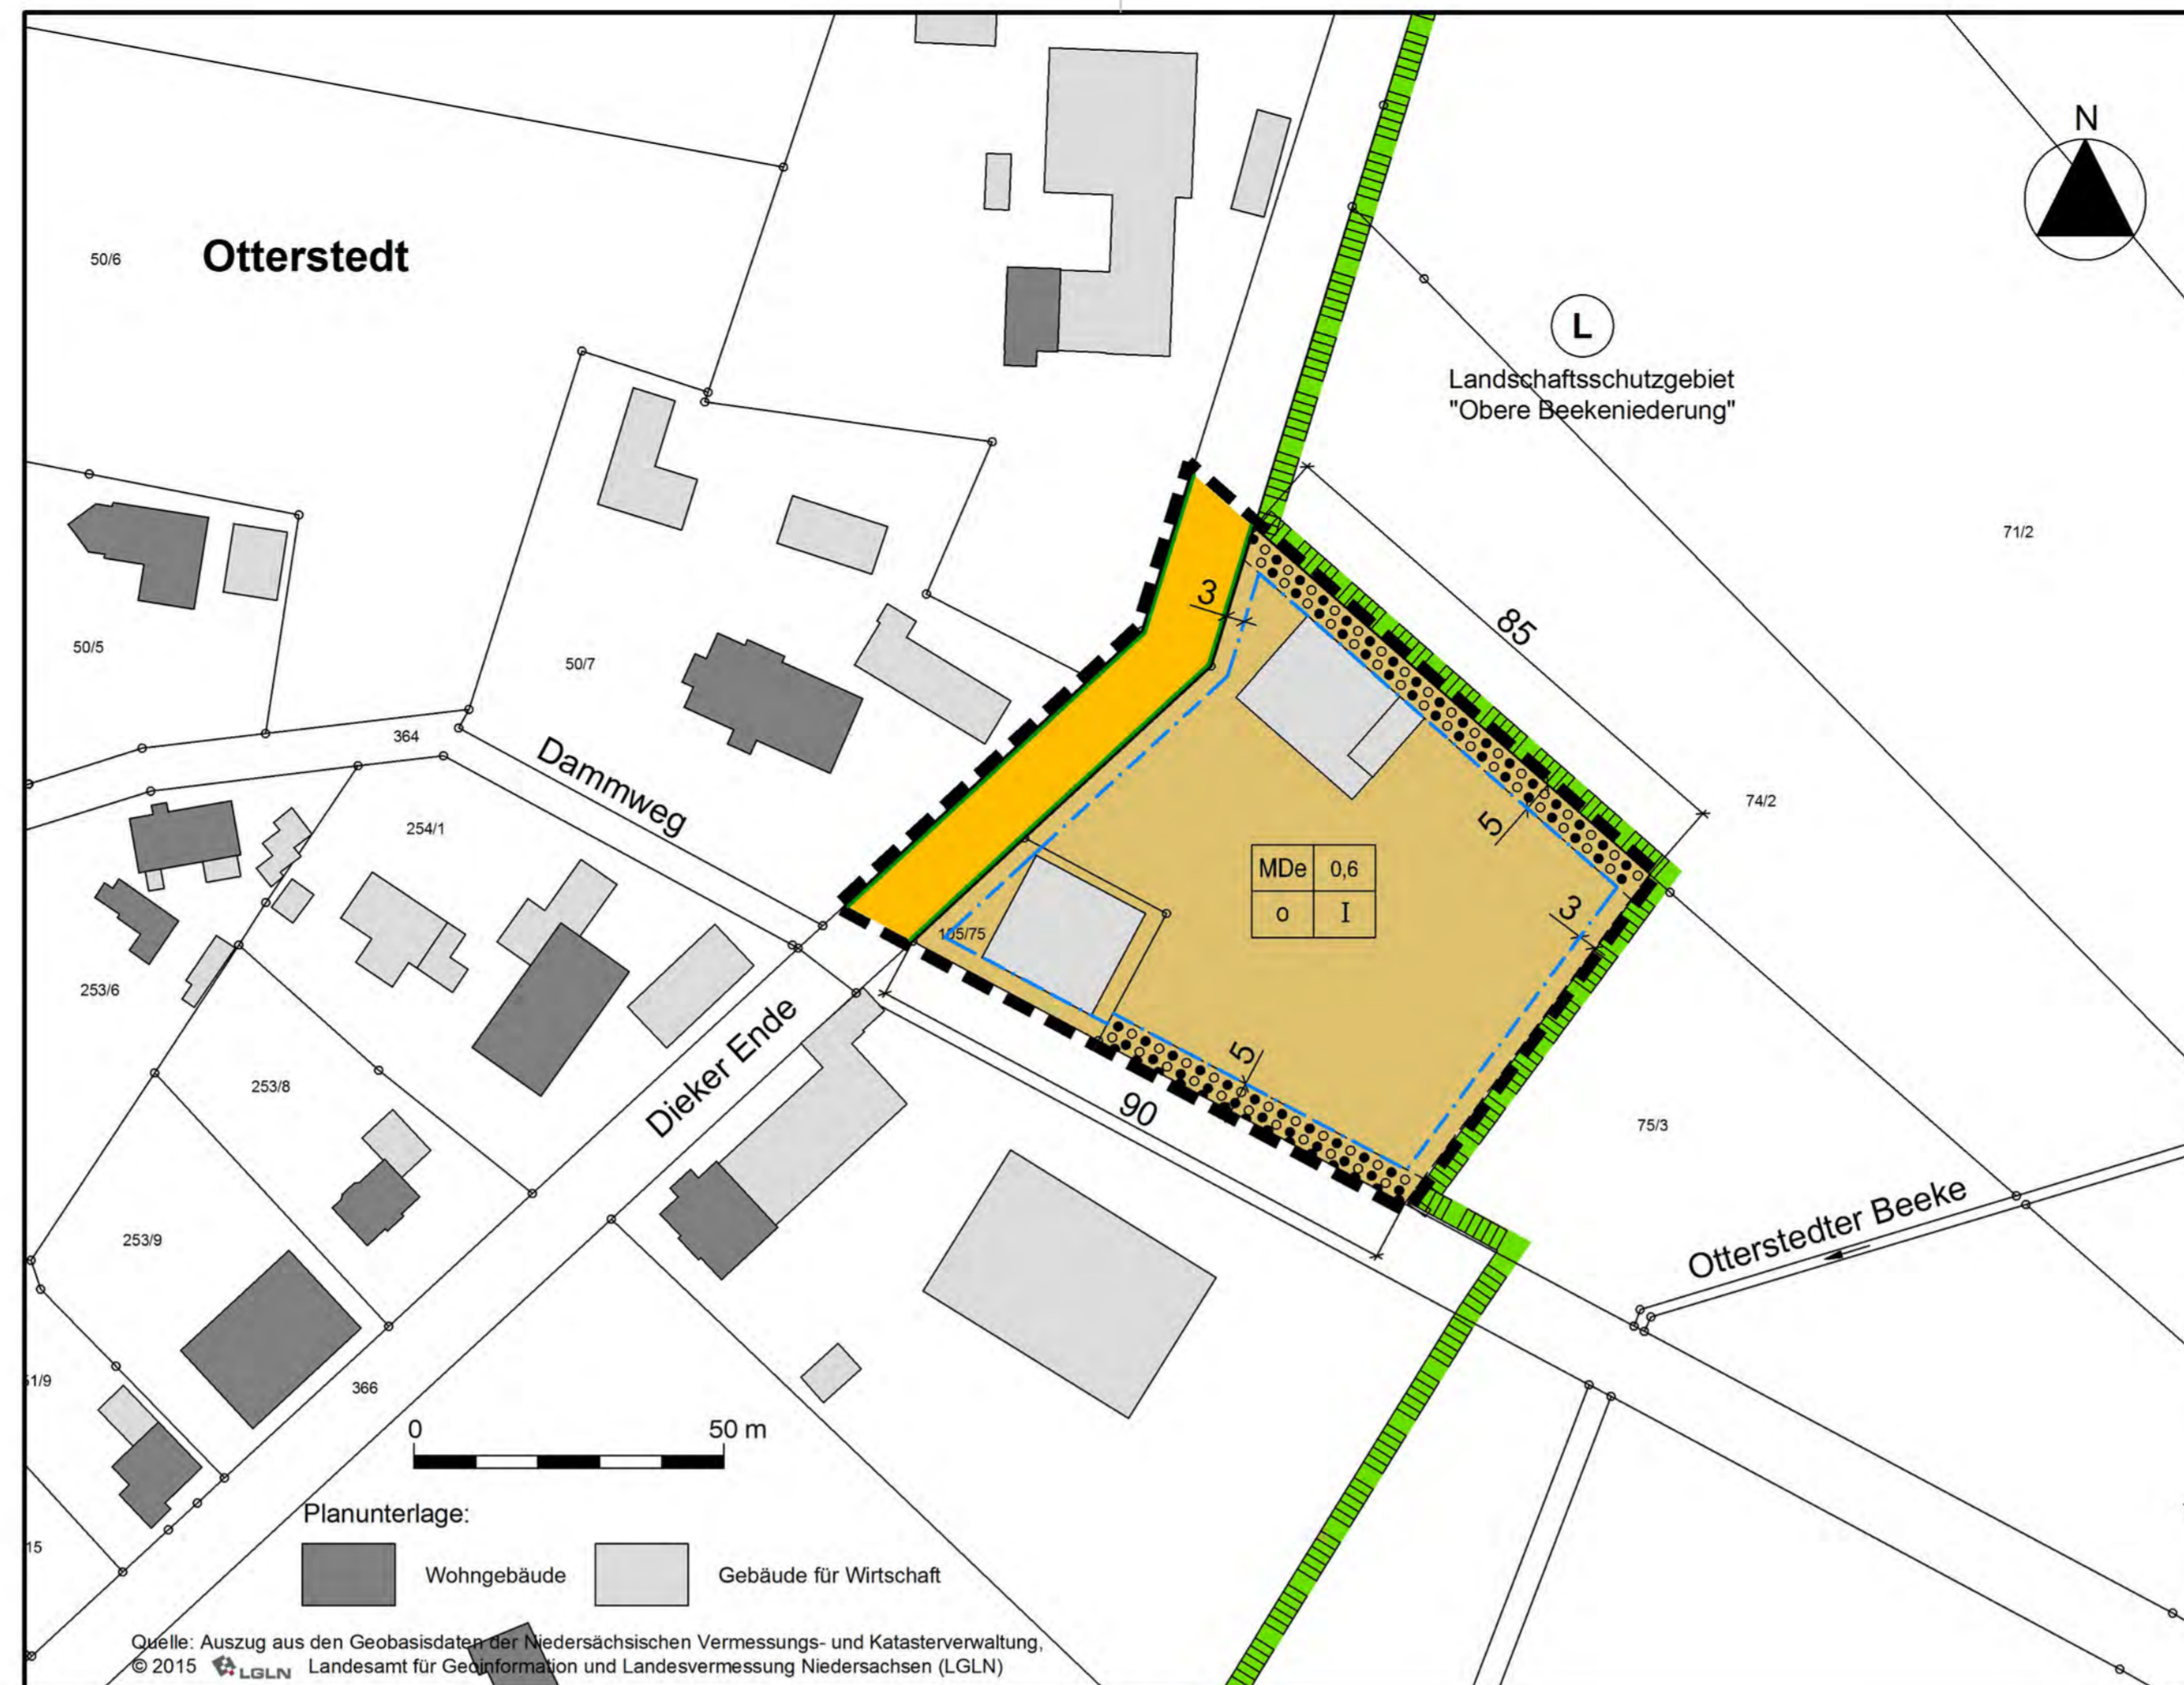 N
50/6
Otterstedt
L
Landschaftsschutzgebiet
"Obere Beekeniederung"
71/2
3
85
50/5
50/7
364
Dammweg
254/1
74/2
5
MDe 0,6
o I
3
105/75
253/6
Dieker Ende
5
90
253/8
75/3
253/9
Otterstedter Beeke
51/9
366
0 50 m
Planunterlage:
15
Wohngebäude Gebäude für Wirtschaft
Quelle: Auszug aus den Geobasisdaten der Niedersächsischen Vermessungs- und Katasterverwaltung,
© 2015 LGLN Landesamt für Geoinformation und Landesvermessung Niedersachsen (LGLN)